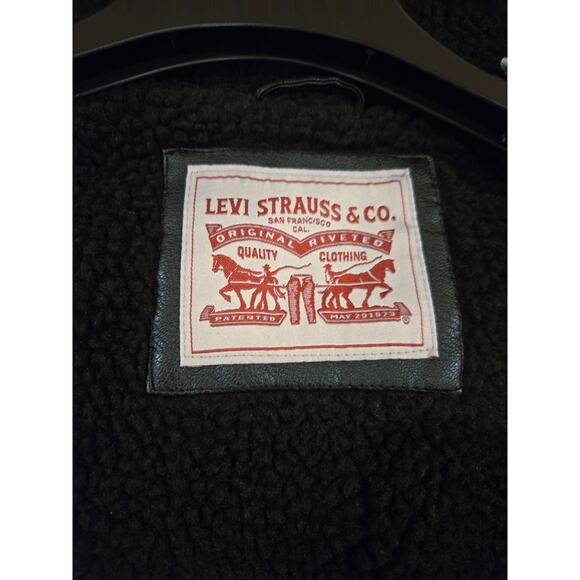 LEVI STRAUSS & CO.
SAN FRANCISCO
CAL.
ORIGINAL RIVETED
QUALITY CLOTHING
PATENTED MAY 20 1873
®